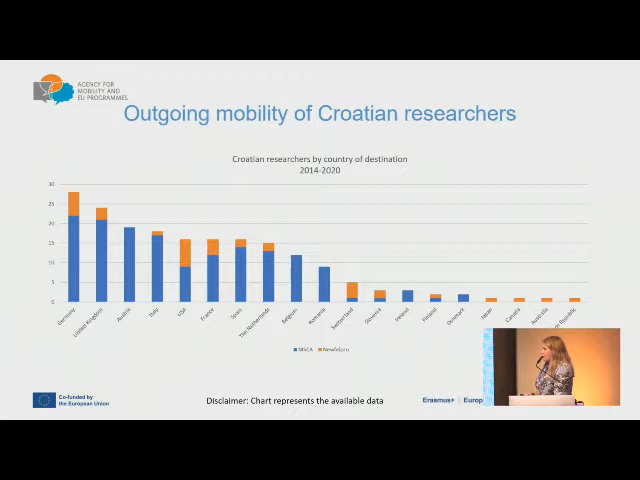 AGENCY FOR
MOBILITY AND
EU PROGRAMMES
Outgoing mobility of Croatian researchers
Croatian researchers by country of destination
2014-2020
30
25
20
15
10
5
0
Germany
United Kingdom
Austria
Italy
USA
France
Spain
The Netherlands
Belgium
Romania
Switzerland
Slovenia
Ireland
Finland
Denmark
Japan
Canada
Australia
Republic
MSCA
Newfelpro
Co-funded by
the European Union
Disclaimer: Chart represents the available data
Erasmus+
Europ